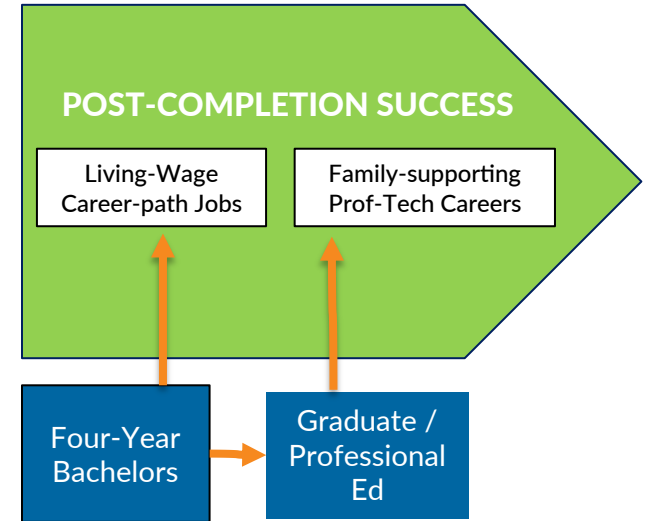 POST-COMPLETION SUCCESS
Living-Wage
Career-path Jobs
Family-supporting
Prof-Tech Careers
Four-Year
Bachelors
Graduate /
Professional
Ed